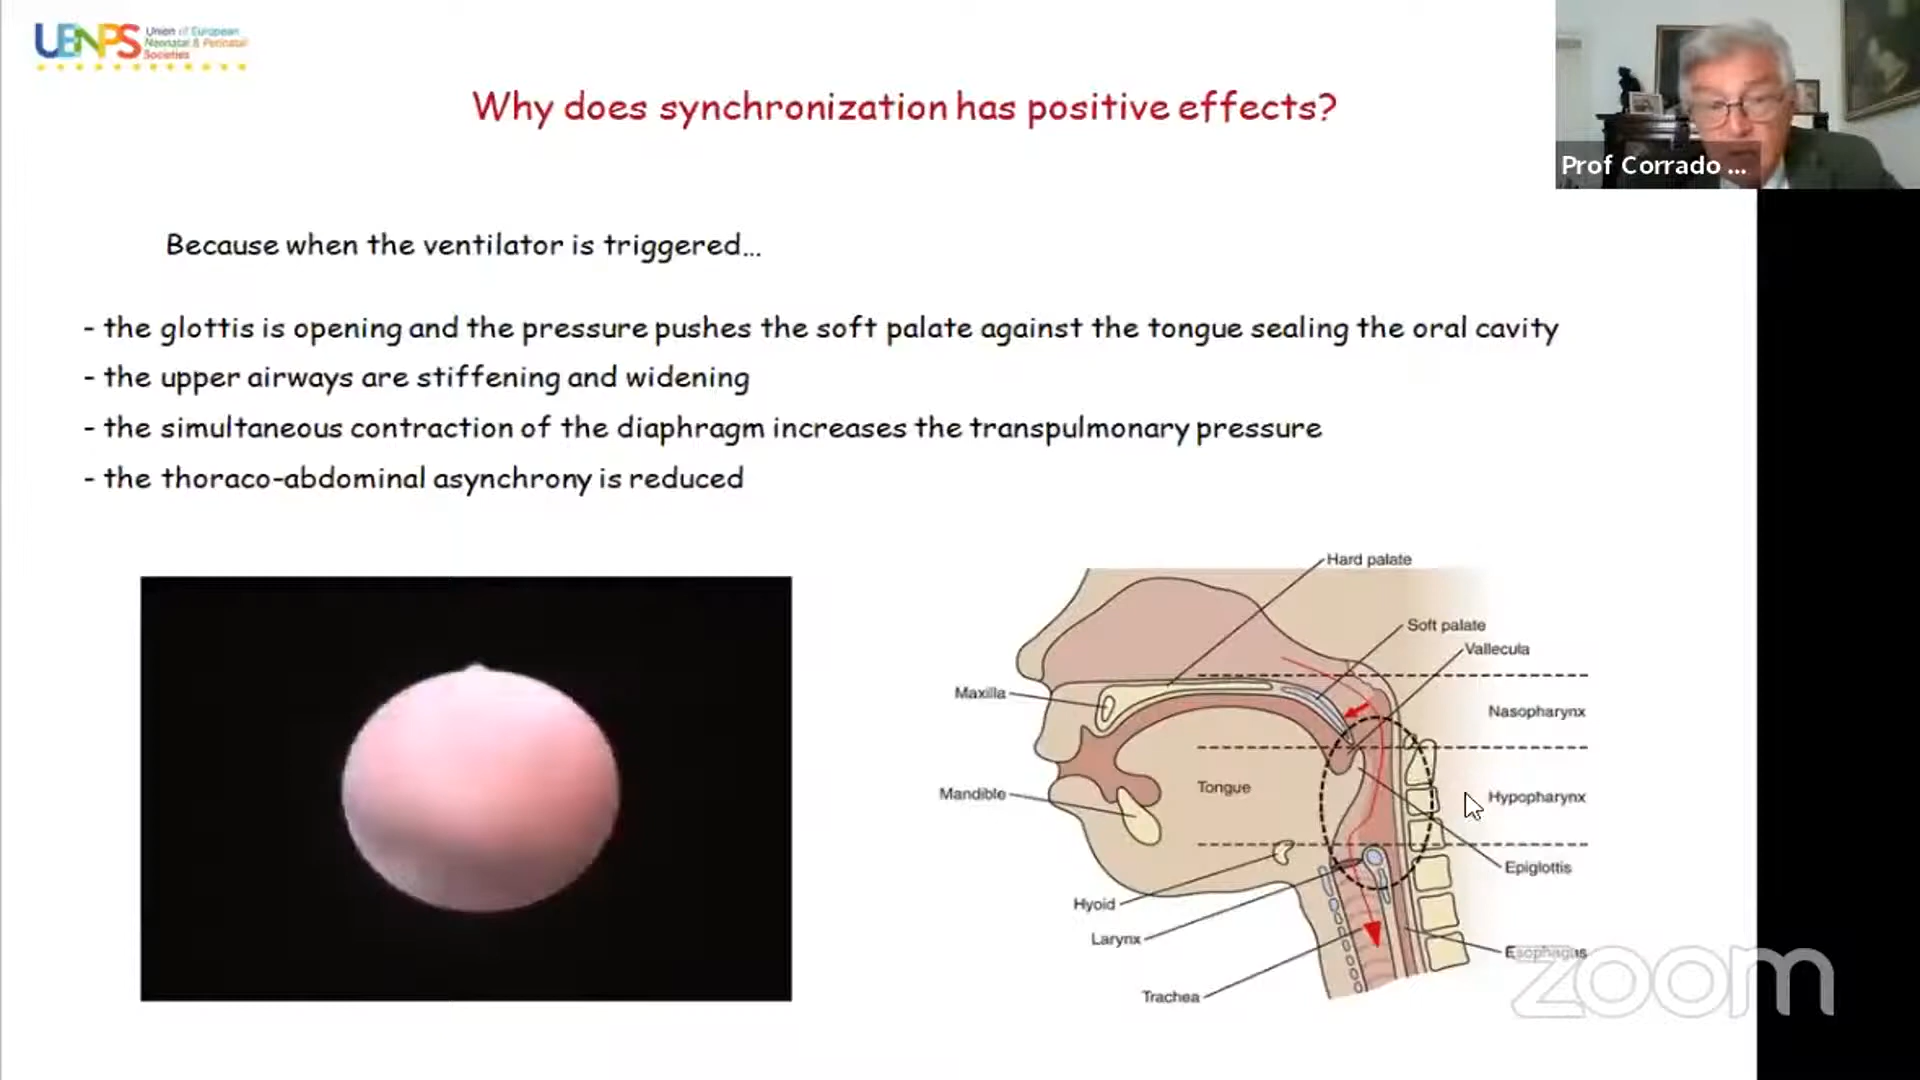 UENPS
Union of European
Neonatal & Perinatal
Societies
Why does synchronization has positive effects?
Prof Corrado ...
Because when the ventilator is triggered...
- the glottis is opening and the pressure pushes the soft palate against the tongue sealing the oral cavity
- the upper airways are stiffening and widening
- the simultaneous contraction of the diaphragm increases the transpulmonary pressure
- the thoraco-abdominal asynchrony is reduced
Hard palate
Soft palate
Vallecula
Maxilla
Nasopharynx
Tongue
Mandible
Hypopharynx
Epiglottis
Hyoid
Larynx
Esophagus
Trachea
zoom